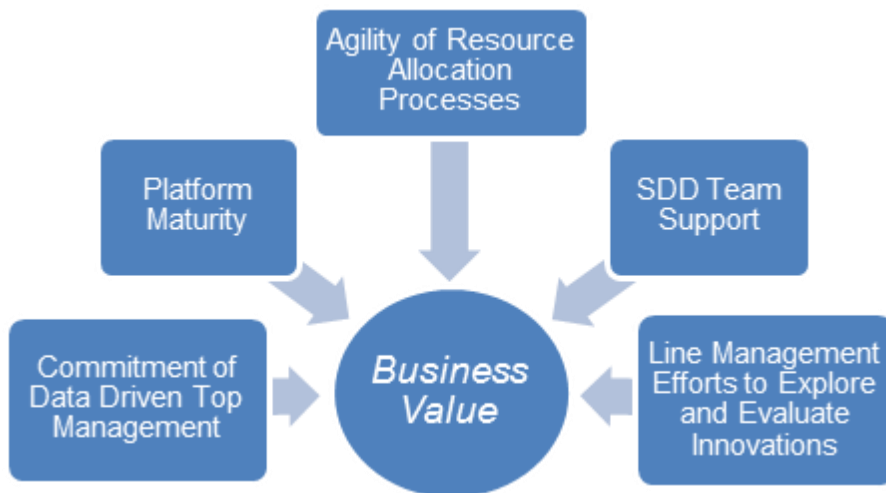 Agility of Resource
Allocation
Processes
Platform
Maturity
SDD Team
Support
Commitment of
Data Driven Top
Management
Business
Value
Line Management
Efforts to Explore
and Evaluate
Innovations